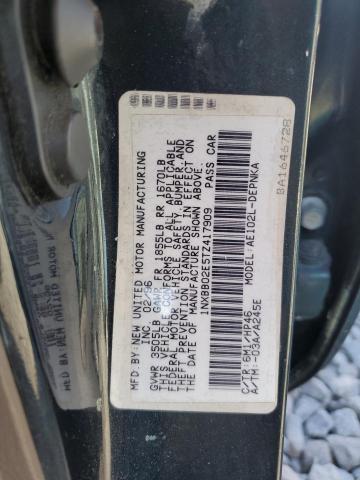 MFD BY: NEW UNITED MOTOR MANUFACTURING
INC 02/96
GVWR 3505LB GAWR FR 1855LB RR 1670LB
THIS VEHICLE CONFORMS TO ALL APPLICABLE
FEDERAL MOTOR VEHICLE SAFETY, BUMPER, AND
THEFT PREVENTION STANDARDS IN EFFECT ON
THE DATE OF MANUFACTURE SHOWN ABOVE.
1NXBB02E5TZ417909 PASS CAR
C/TR: 6M1/HP46 MODEL: AE102L-DEPNKA
A/TM: -03A/A245E
BA1646728